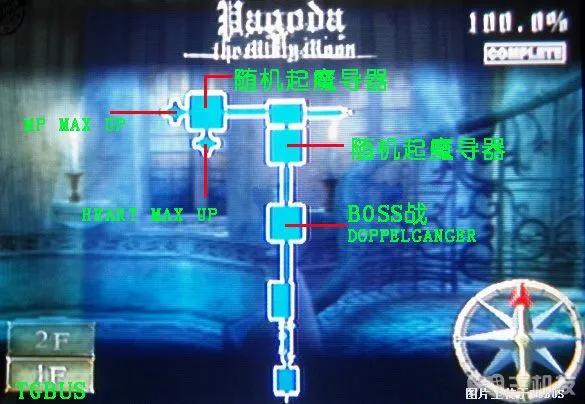 Pagoda
the Misty Moon
100.0%
COMPLETE
随机起魔导器
MP MAX UP
随机起魔导器
HEART MAX UP
BOSS战
DOPPELGANGER
2F
1F
TGBUS